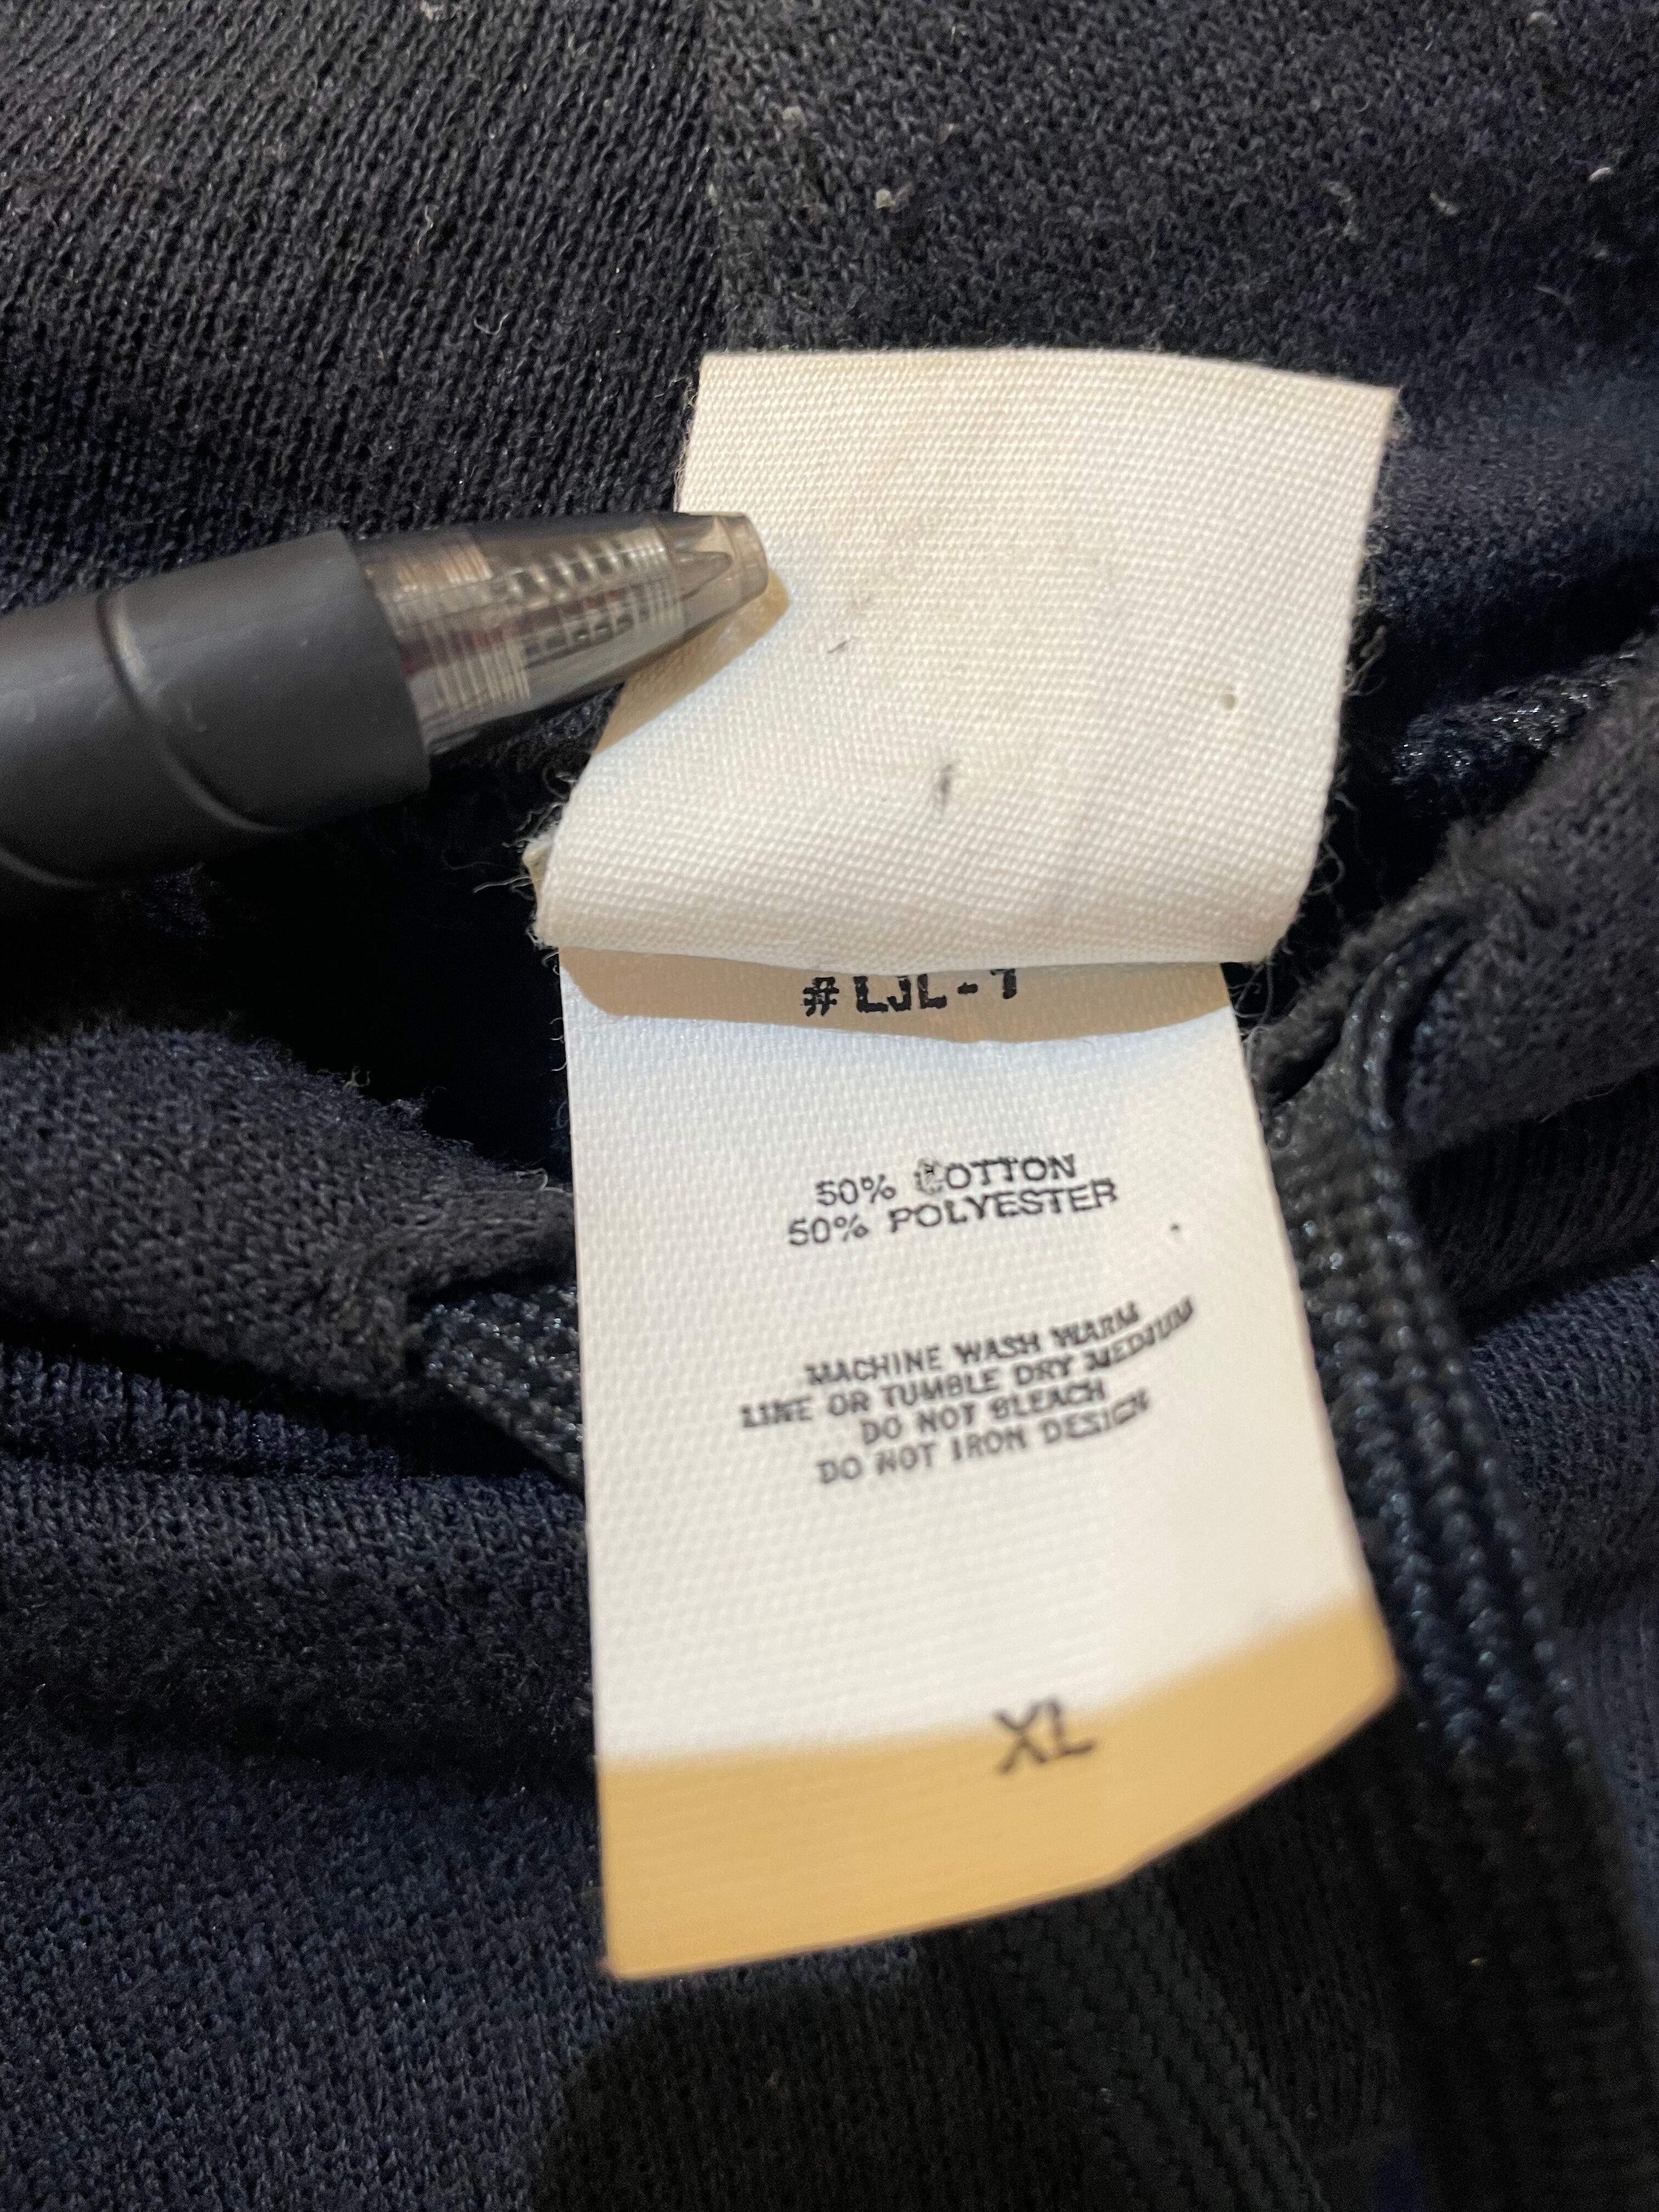 #LJL-1
50% COTTON
50% POLYESTER
MACHINE WASH WARM
LINE OR TUMBLE DRY MEDIUM
DO NOT BLEACH
DO NOT IRON DESIGN
XL